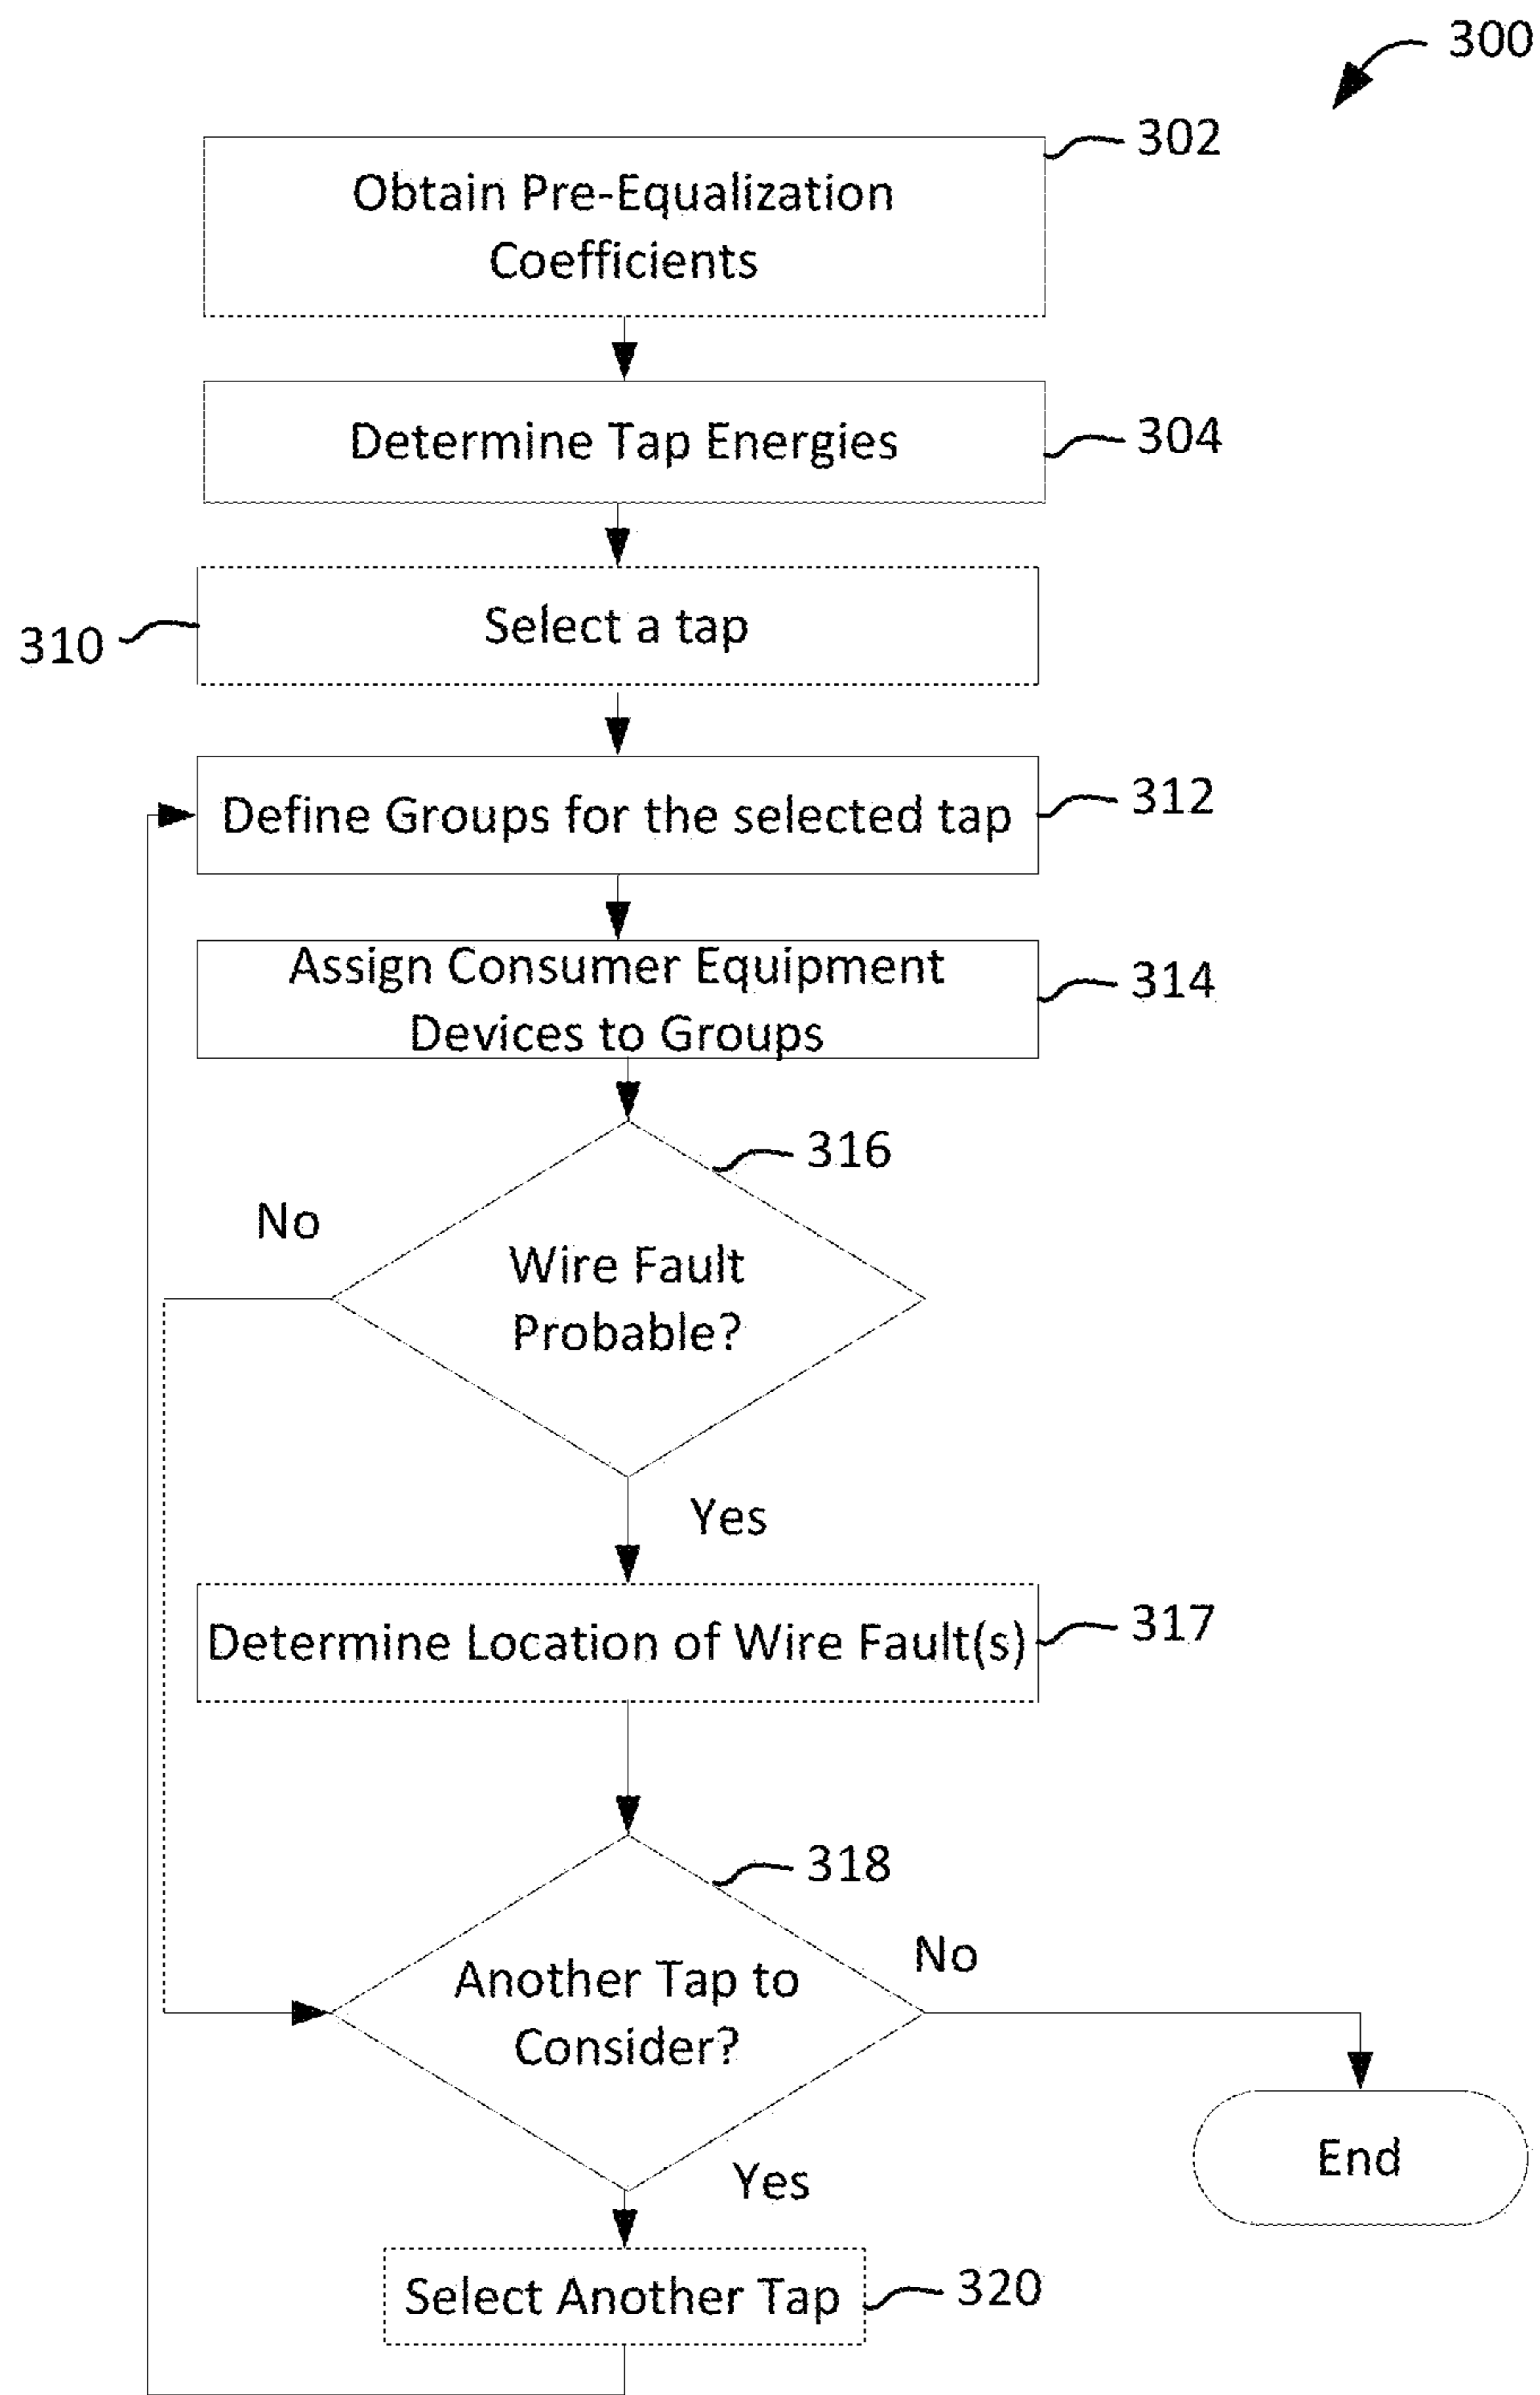 300
302
Obtain Pre-Equalization
Coefficients
Determine Tap Energies
304
Select a tap
310
Define Groups for the selected tap
312
Assign Consumer Equipment
Devices to Groups
314
316
No
Wire Fault
Probable?
Yes
Determine Location of Wire Fault(s)
317
318
No
Another Tap to
Consider?
End
Yes
Select Another Tap
320